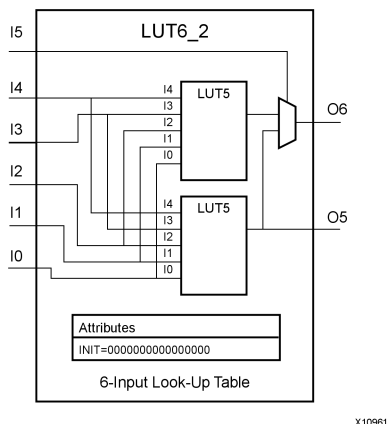 I5
LUT6_2
I4
I3
I2
I1
I0
I4
I3
I2
I1
I0
LUT5
O6
I4
I3
I2
I1
I0
LUT5
O5
Attributes
INIT=0000000000000000
6-Input Look-Up Table
X10961